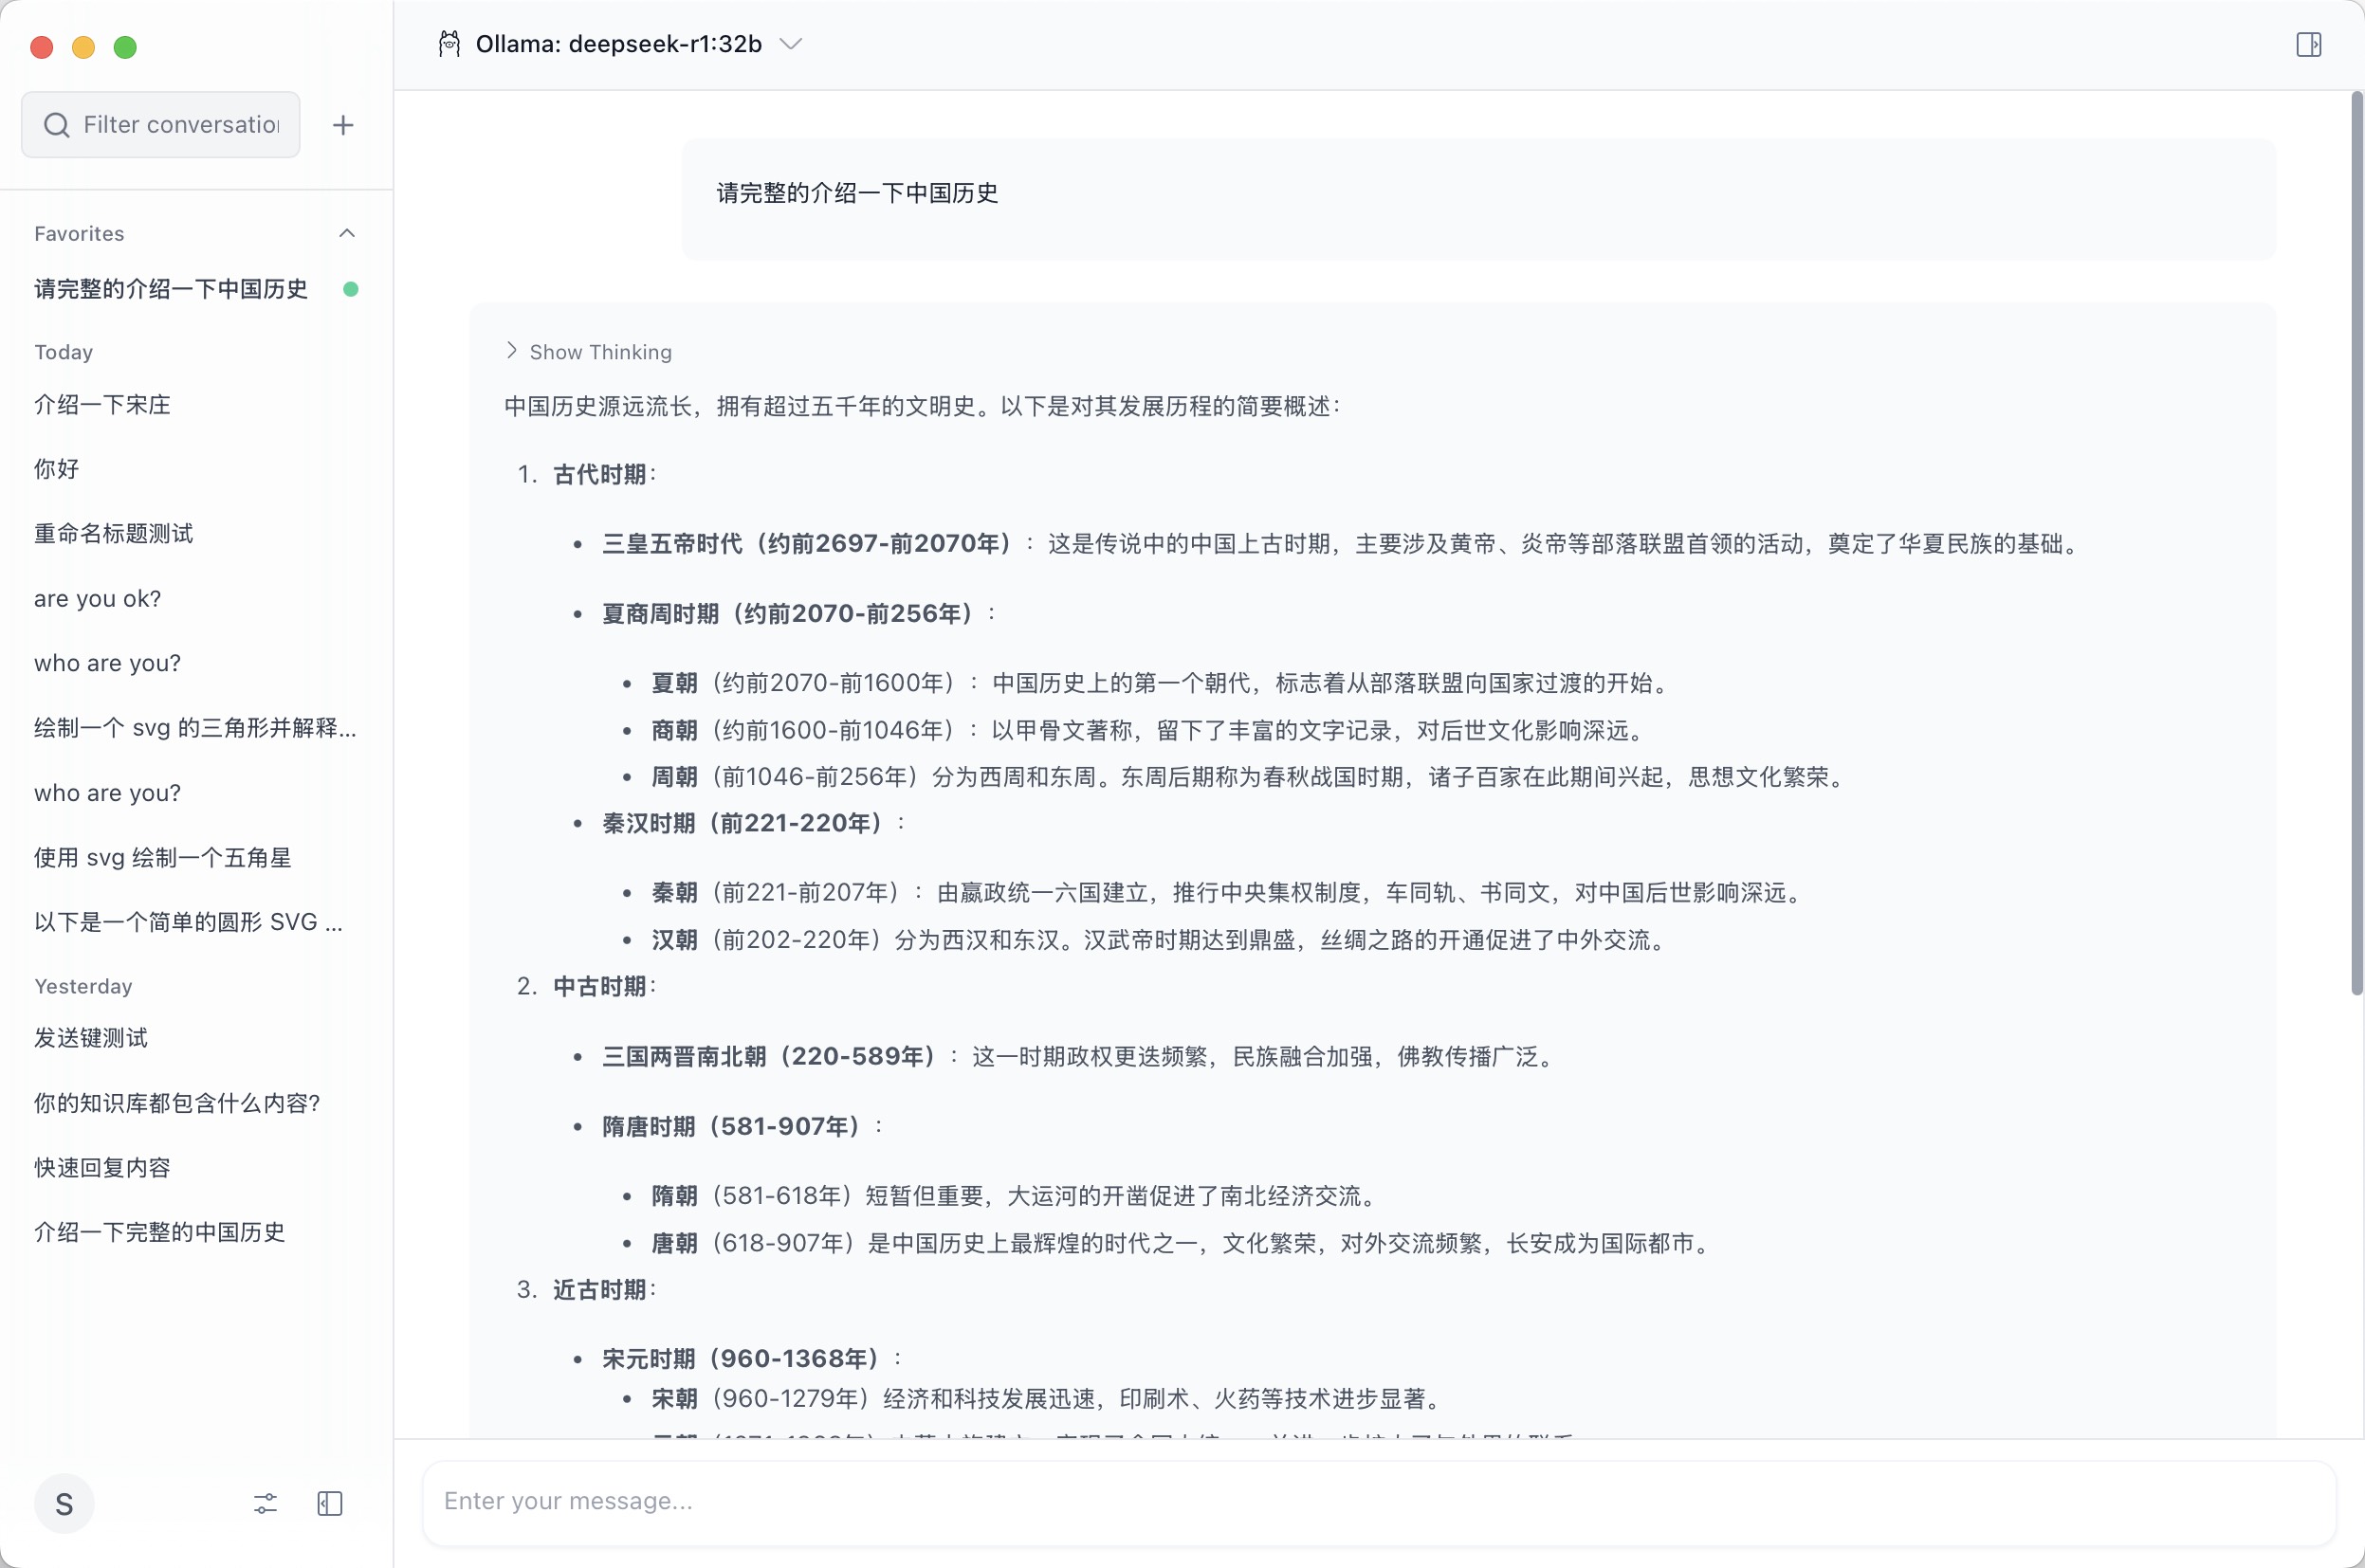 Filter conversatio
Favorites
请完整的介绍一下中国历史
Today
介绍一下宋庄
你好
重命名标题测试
are you ok?
who are you?
绘制一个 svg 的三角形并解释...
who are you?
使用 svg 绘制一个五角星
以下是一个简单的圆形 SVG ...
Yesterday
发送键测试
你的知识库都包含什么内容?
快速回复内容
介绍一下完整的中国历史
S
Ollama: deepseek-r1:32b
请完整的介绍一下中国历史
Show Thinking
中国历史源远流长，拥有超过五千年的文明史。以下是对其发展历程的简要概述：
1. 古代时期：
• 三皇五帝时代（约前2697-前2070年）：这是传说中的中国上古时期，主要涉及黄帝、炎帝等部落联盟首领的活动，奠定了华夏民族的基础。
• 夏商周时期（约前2070-前256年）：
• 夏朝（约前2070-前1600年）：中国历史上的第一个朝代，标志着从部落联盟向国家过渡的开始。
• 商朝（约前1600-前1046年）：以甲骨文著称，留下了丰富的文字记录，对后世文化影响深远。
• 周朝（前1046-前256年）分为西周和东周。东周后期称为春秋战国时期，诸子百家在此期间兴起，思想文化繁荣。
• 秦汉时期（前221-220年）：
• 秦朝（前221-前207年）：由嬴政统一六国建立，推行中央集权制度，车同轨、书同文，对中国后世影响深远。
• 汉朝（前202-220年）分为西汉和东汉。汉武帝时期达到鼎盛，丝绸之路的开通促进了中外交流。
2. 中古时期：
• 三国两晋南北朝（220-589年）：这一时期政权更迭频繁，民族融合加强，佛教传播广泛。
• 隋唐时期（581-907年）：
• 隋朝（581-618年）短暂但重要，大运河的开凿促进了南北经济交流。
• 唐朝（618-907年）是中国历史上最辉煌的时代之一，文化繁荣，对外交流频繁，长安成为国际都市。
3. 近古时期：
• 宋元时期（960-1368年）：
• 宋朝（960-1279年）经济和科技发展迅速，印刷术、火药等技术进步显著。
Enter your message...